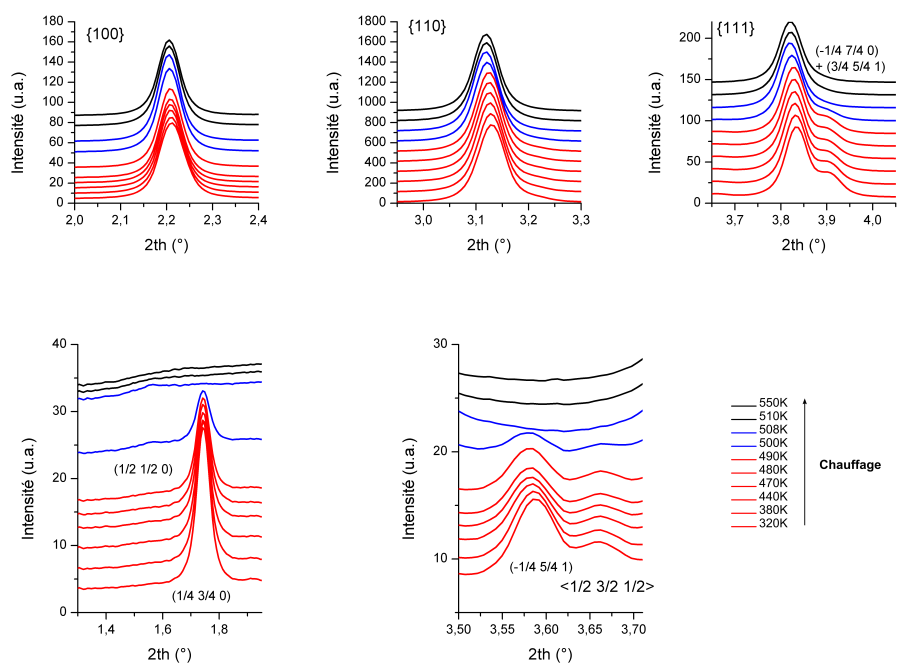 {100}
Intensité (u.a.)
180
160
140
120
100
80
60
40
20
0
2,0 2,1 2,2 2,3 2,4
2th (°)
{110}
Intensité (u.a.)
1800
1600
1400
1200
1000
800
600
400
200
0
3,0 3,1 3,2 3,3
2th (°)
{111}
(-1/4 7/4 0)
+ (3/4 5/4 1)
Intensité (u.a.)
200
150
100
50
0
3,7 3,8 3,9 4,0
2th (°)
Intensité (u.a.)
40
30
20
10
0
(1/2 1/2 0)
(1/4 3/4 0)
1,4 1,6 1,8
2th (°)
Intensité (u.a.)
30
20
10
(-1/4 5/4 1)
<1/2 3/2 1/2>
3,50 3,55 3,60 3,65 3,70
2th (°)
550K
510K
508K
500K
490K
480K
470K
440K
380K
320K
Chauffage